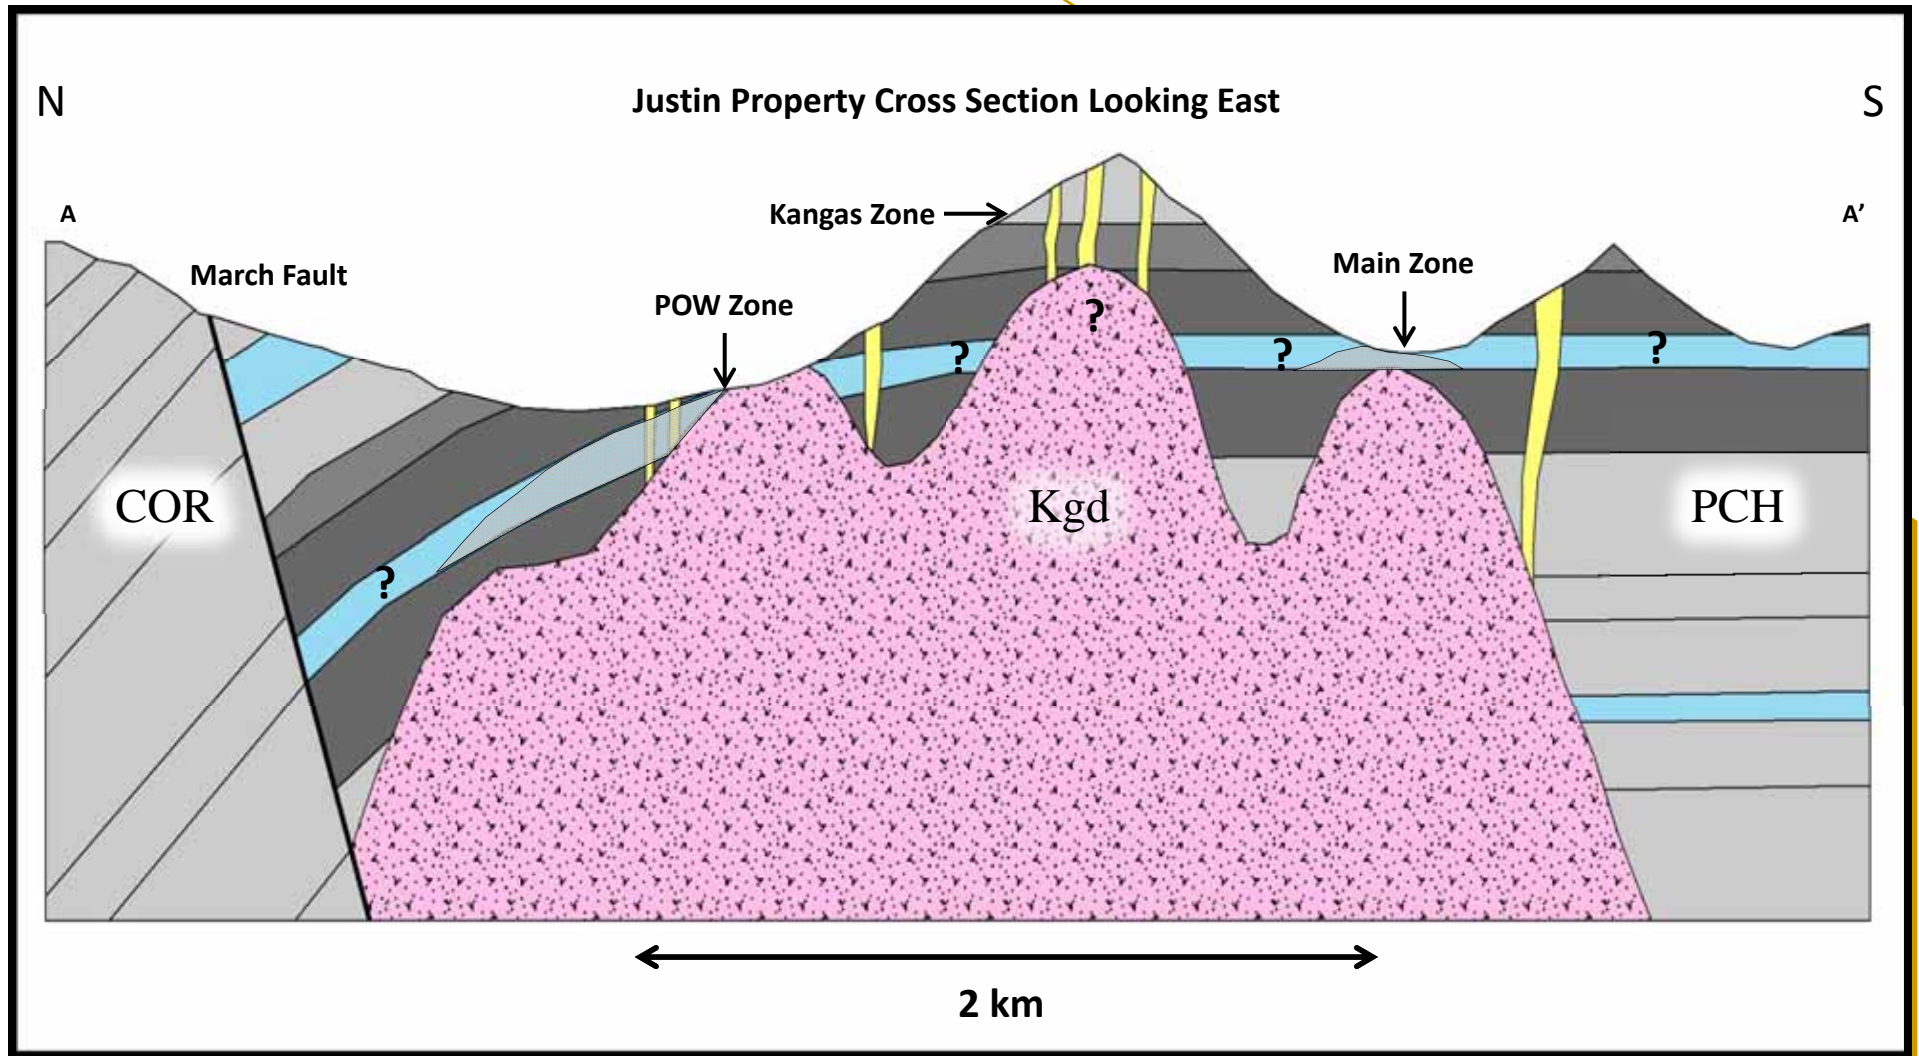 N
Justin Property Cross Section Looking East
S
A
Kangas Zone
A’
March Fault
Main Zone
POW Zone
?
?
?
?
?
COR
Kgd
PCH
2 km